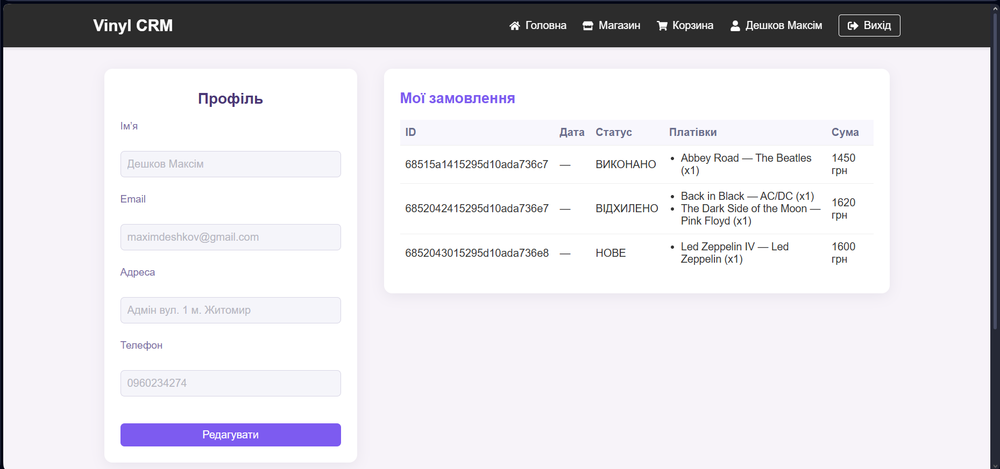 Vinyl CRM
Головна
Магазин
Корзина
Дешков Максім
Вихід
Профіль
Ім’я
Дешков Максім
Email
maximdeshkov@gmail.com
Адреса
Адмін вул. 1 м. Житомир
Телефон
0960234274
Редагувати
Мої замовлення
ID Дата Статус Платівки Сума
68515a1415295d10ada736c7 — ВИКОНАНО
• Abbey Road — The Beatles
(x1)
1450
грн
6852042415295d10ada736e7 — ВІДХИЛЕНО
• Back in Black — AC/DC (x1)
• The Dark Side of the Moon —
Pink Floyd (x1)
1620
грн
6852043015295d10ada736e8 — НОВЕ
• Led Zeppelin IV — Led
Zeppelin (x1)
1600
грн